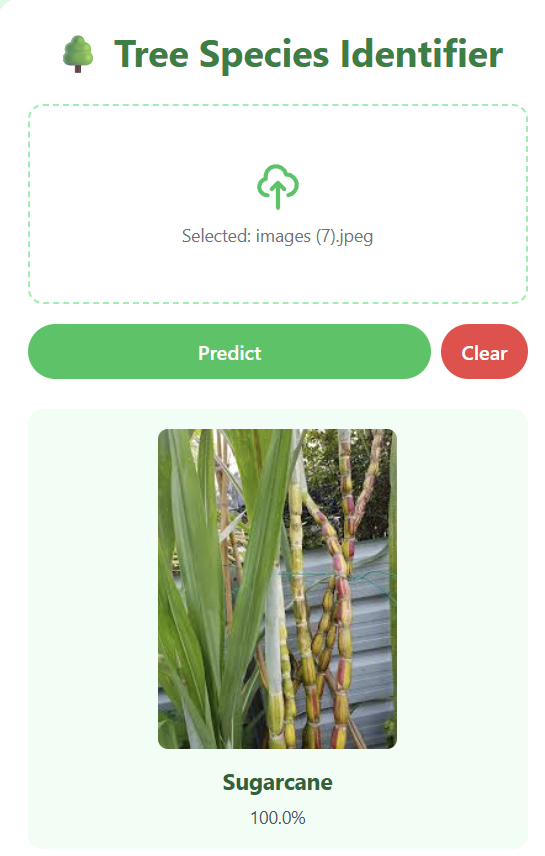 Tree Species Identifier
Selected: images (7).jpeg
Predict
Clear
Sugarcane
100.0%